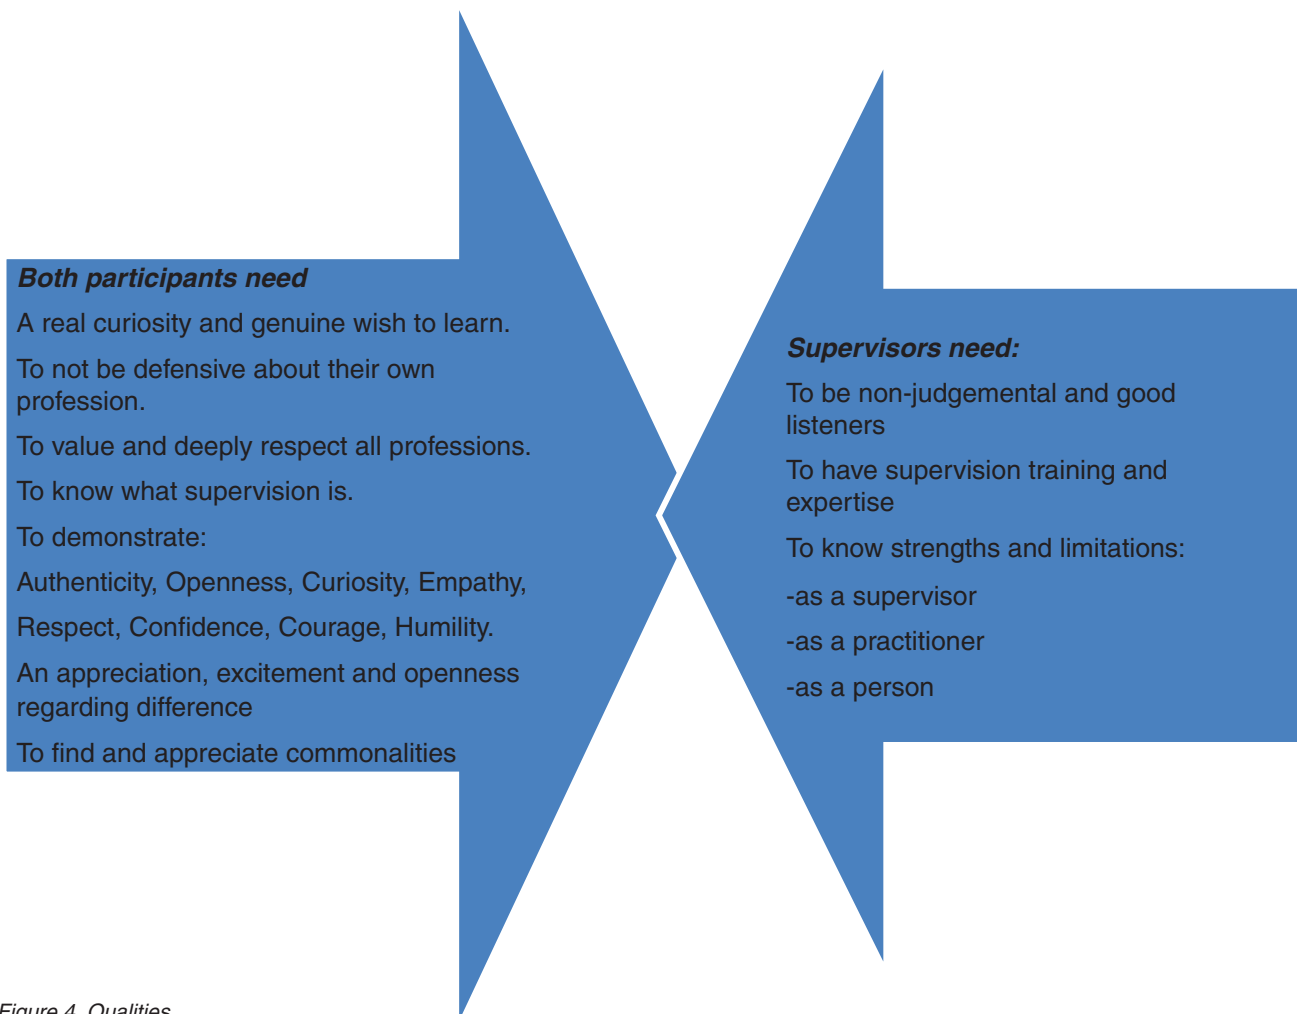 Both participants need
A real curiosity and genuine wish to learn.
To not be defensive about their own
profession.
To value and deeply respect all professions.
To know what supervision is.
To demonstrate:
Authenticity, Openness, Curiosity, Empathy,
Respect, Confidence, Courage, Humility.
An appreciation, excitement and openness
regarding difference
To find and appreciate commonalities
Supervisors need:
To be non-judgemental and good
listeners
To have supervision training and
expertise
To know strengths and limitations:
-as a supervisor
-as a practitioner
-as a person
Figure 4. Qualities